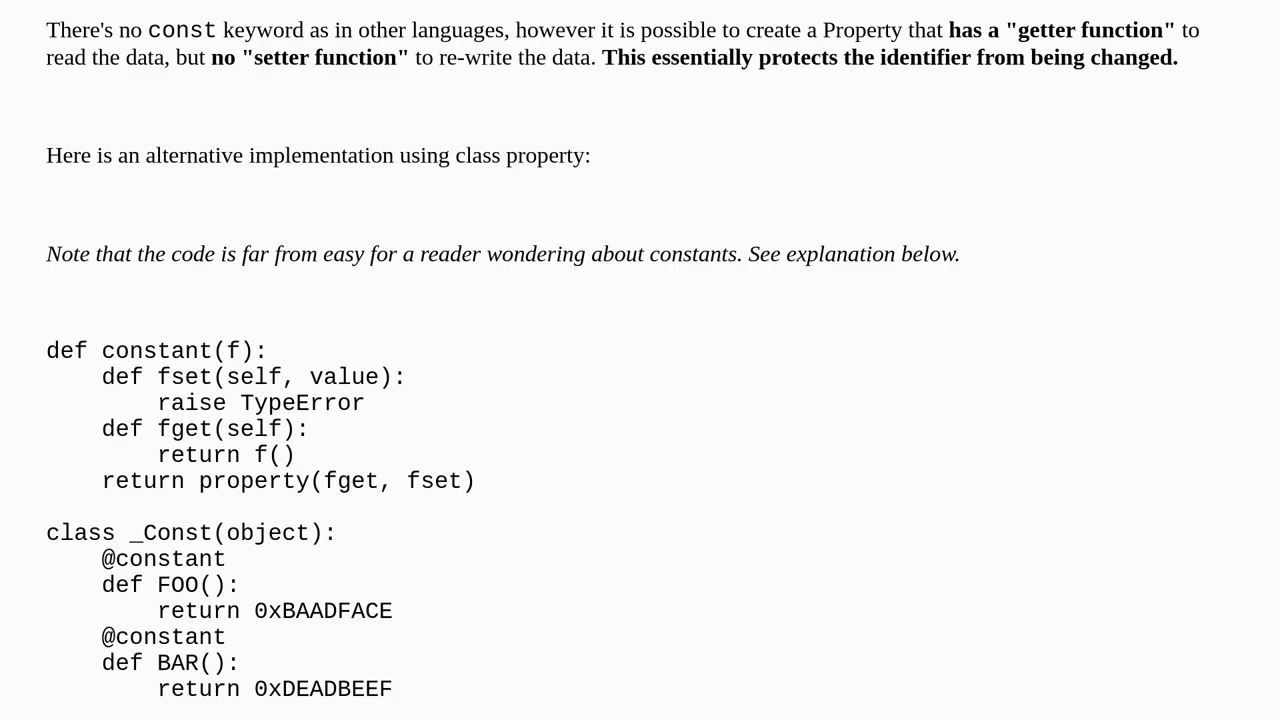 There's no const keyword as in other languages, however it is possible to create a Property that has a "getter function" to
read the data, but no "setter function" to re-write the data. This essentially protects the identifier from being changed.
Here is an alternative implementation using class property:
Note that the code is far from easy for a reader wondering about constants. See explanation below.
def constant(f):
    def fset(self, value):
        raise TypeError
    def fget(self):
        return f()
    return property(fget, fset)
class _Const(object):
    @constant
    def FOO():
        return 0xBAADFACE
    @constant
    def BAR():
        return 0xDEADBEEF